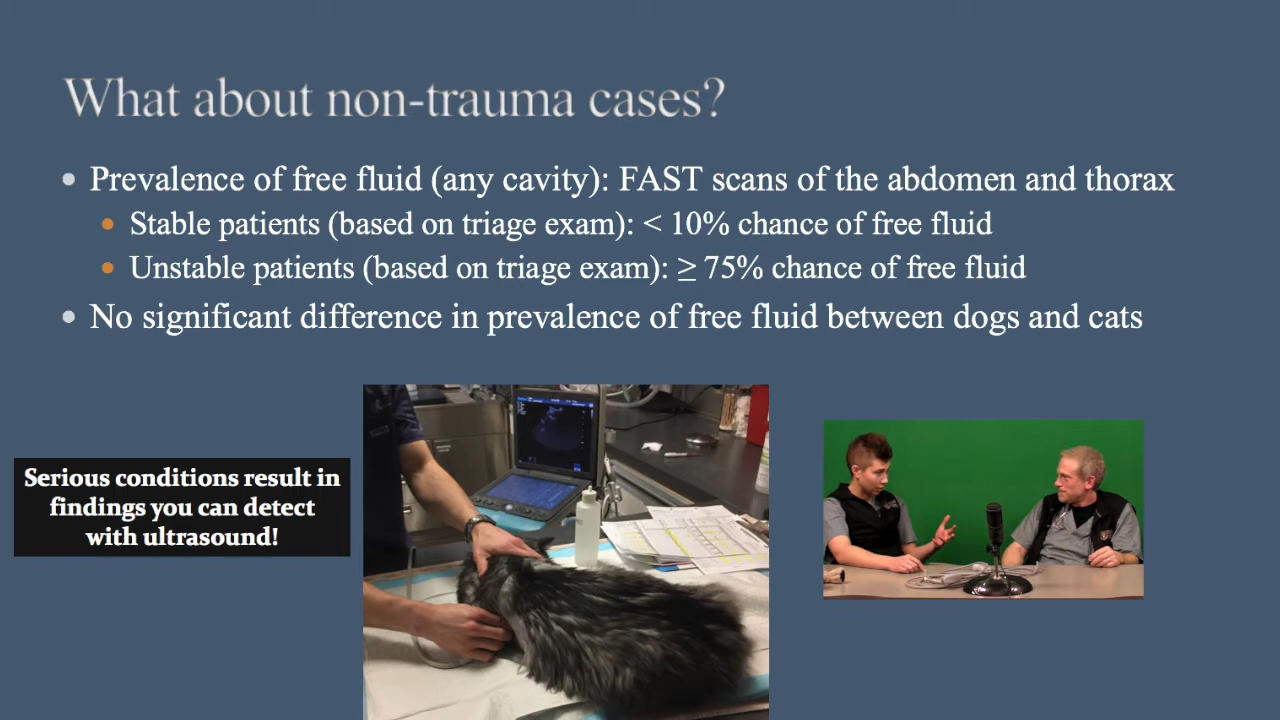 What about non-trauma cases?
• Prevalence of free fluid (any cavity): FAST scans of the abdomen and thorax
• Stable patients (based on triage exam): < 10% chance of free fluid
• Unstable patients (based on triage exam): ≥ 75% chance of free fluid
• No significant difference in prevalence of free fluid between dogs and cats
Serious conditions result in
findings you can detect
with ultrasound!